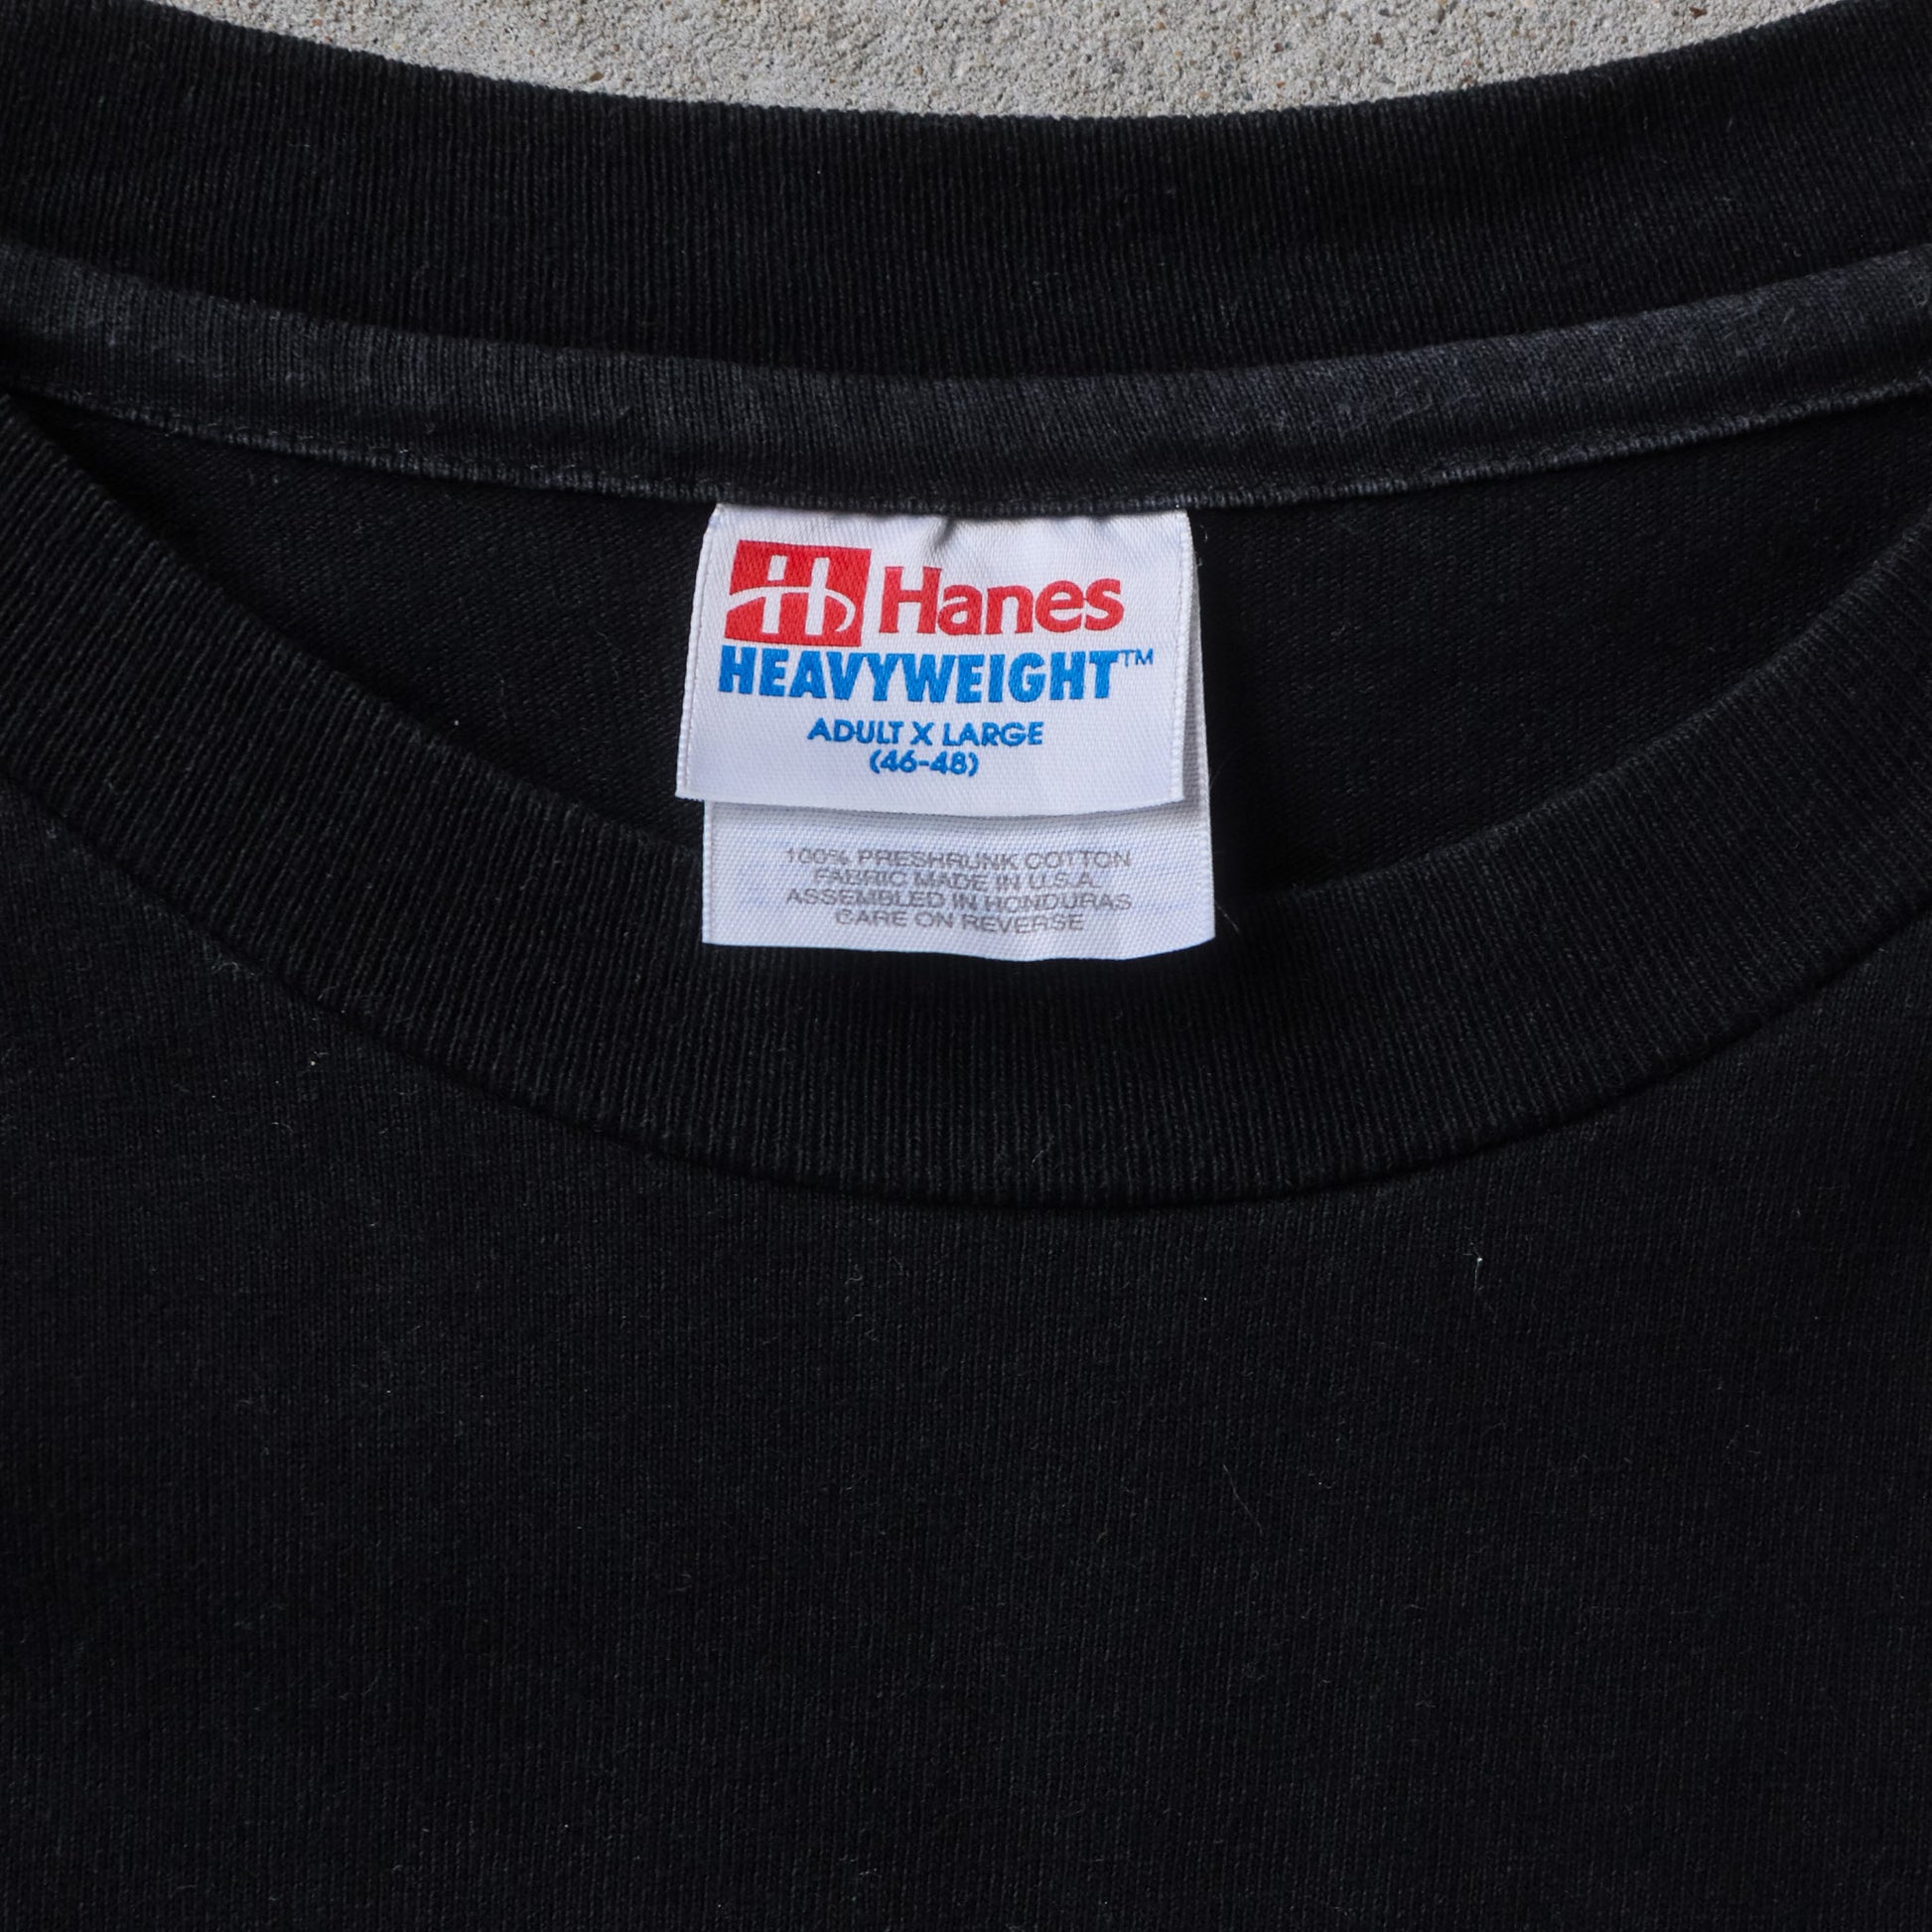 H Hanes
HEAVYWEIGHT™
ADULT X LARGE
(46-48)
100% PRESHRUNK COTTON
FABRIC MADE IN U.S.A.
ASSEMBLED IN HONDURAS
CARE ON REVERSE